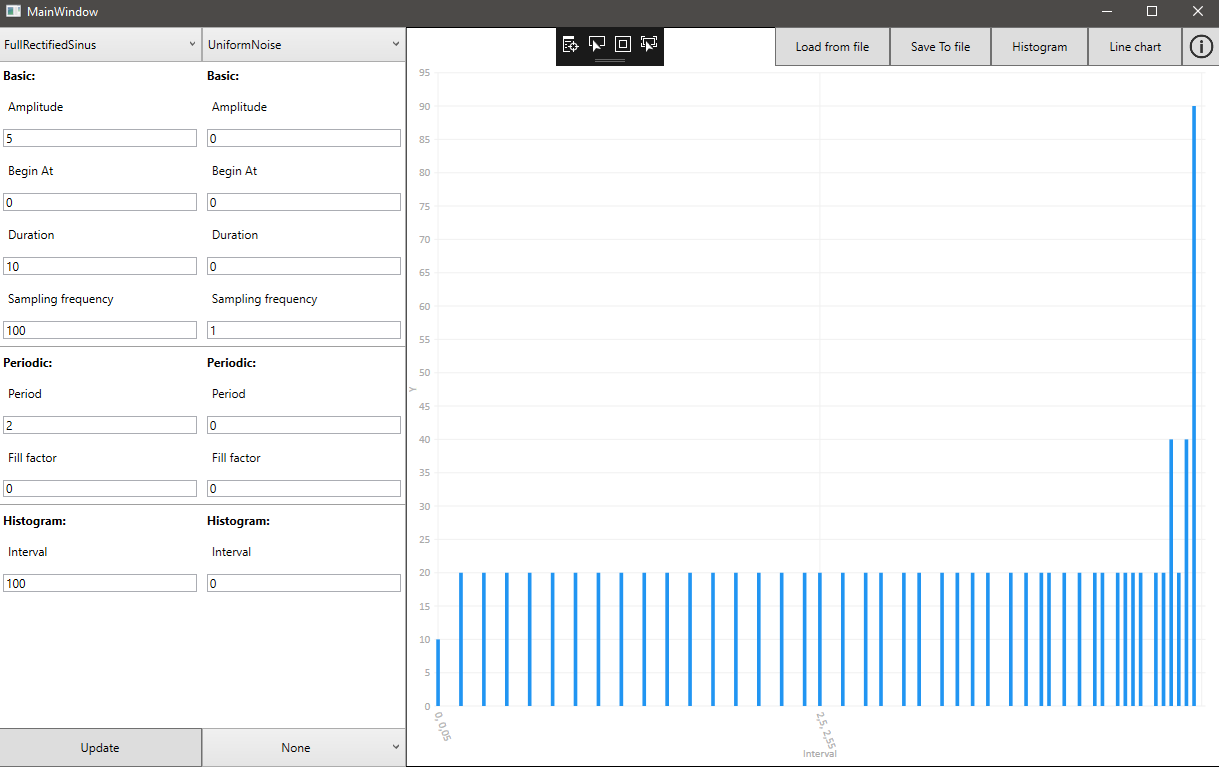 MainWindow
FullRectifiedSinus
UniformNoise
Load from file
Save To file
Histogram
Line chart
Basic:
Amplitude
5
Begin At
0
Duration
10
Sampling frequency
100
Periodic:
Period
2
Fill factor
0
Histogram:
Interval
100
Update
Basic:
Amplitude
0
Begin At
0
Duration
0
Sampling frequency
1
Periodic:
Period
0
Fill factor
0
Histogram:
Interval
0
None
95
90
85
80
75
70
65
60
55
50
45
40
35
30
25
20
15
10
5
0
Y
0, 0,05
2,5, 2,55
Interval